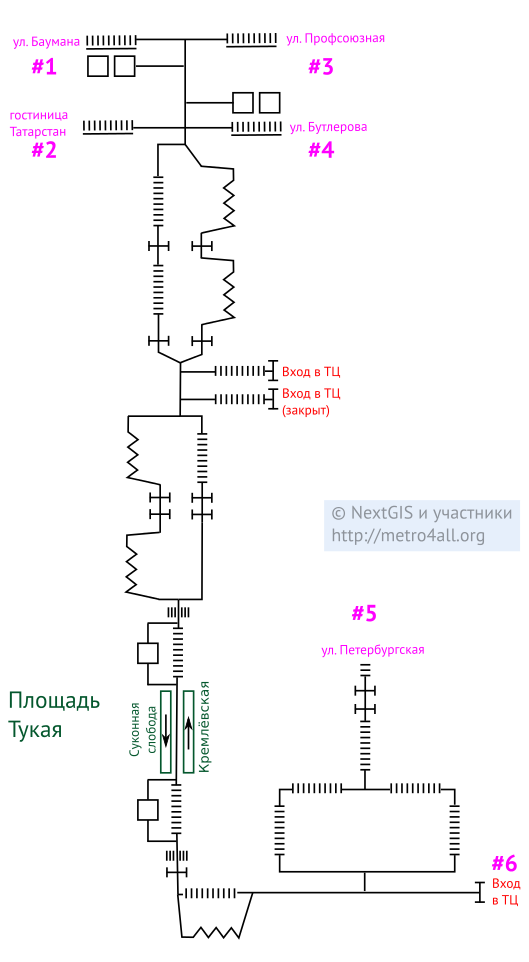 ул. Баумана
#1
ул. Профсоюзная
#3
гостиница
Татарстан
#2
ул. Бутлерова
#4
Вход в ТЦ
Вход в ТЦ
(закрыт)
© NextGIS и участники
http://metro4all.org
#5
ул. Петербургская
Площадь
Тукая
Суконная
слобода
Кремлёвская
#6
Вход
в ТЦ